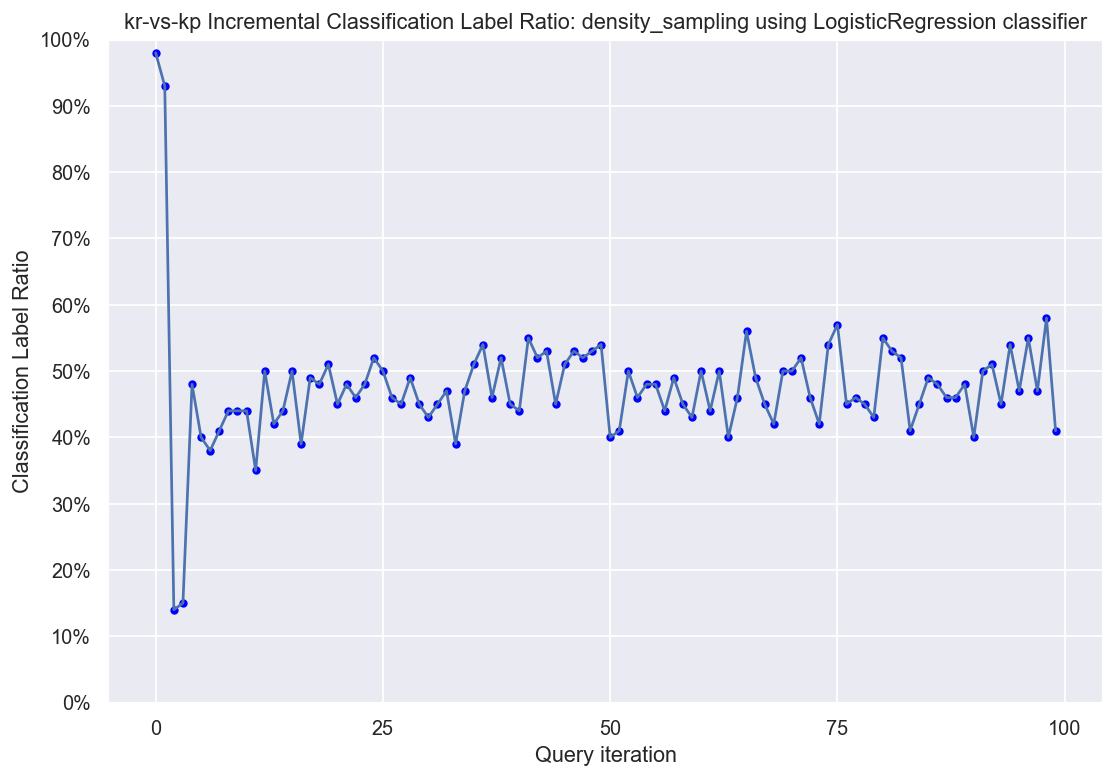 kr-vs-kp Incremental Classification Label Ratio: density_sampling using LogisticRegression classifier
100%
90%
80%
70%
60%
50%
40%
30%
20%
10%
0%
Classification Label Ratio
0 25 50 75 100
Query iteration